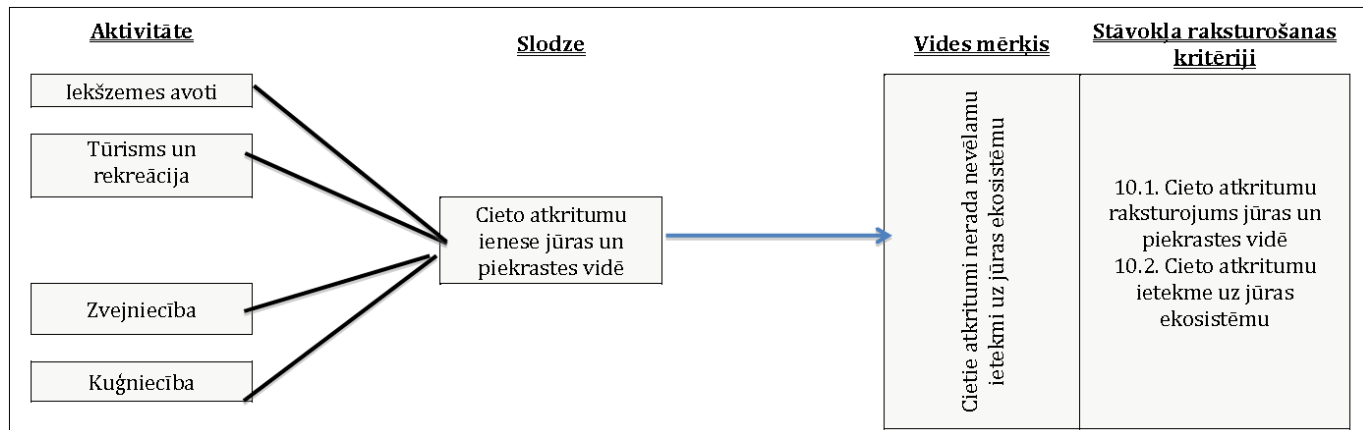 Aktivitāte
Iekšzemes avoti
Tūrisms un
rekreācija
Zvejniecība
Kuģniecība
Slodze
Cieto atkritumu
ienese jūras un
piekrastes vidē
Vides mērķis
Cietie atkritumi nerada nevēlamu
ietekmi uz jūras ekosistēmu
Stāvokļa raksturošanas
kritēriji
10.1. Cieto atkritumu
raksturojums jūras un
piekrastes vidē
10.2. Cieto atkritumu
ietekme uz jūras
ekosistēmu